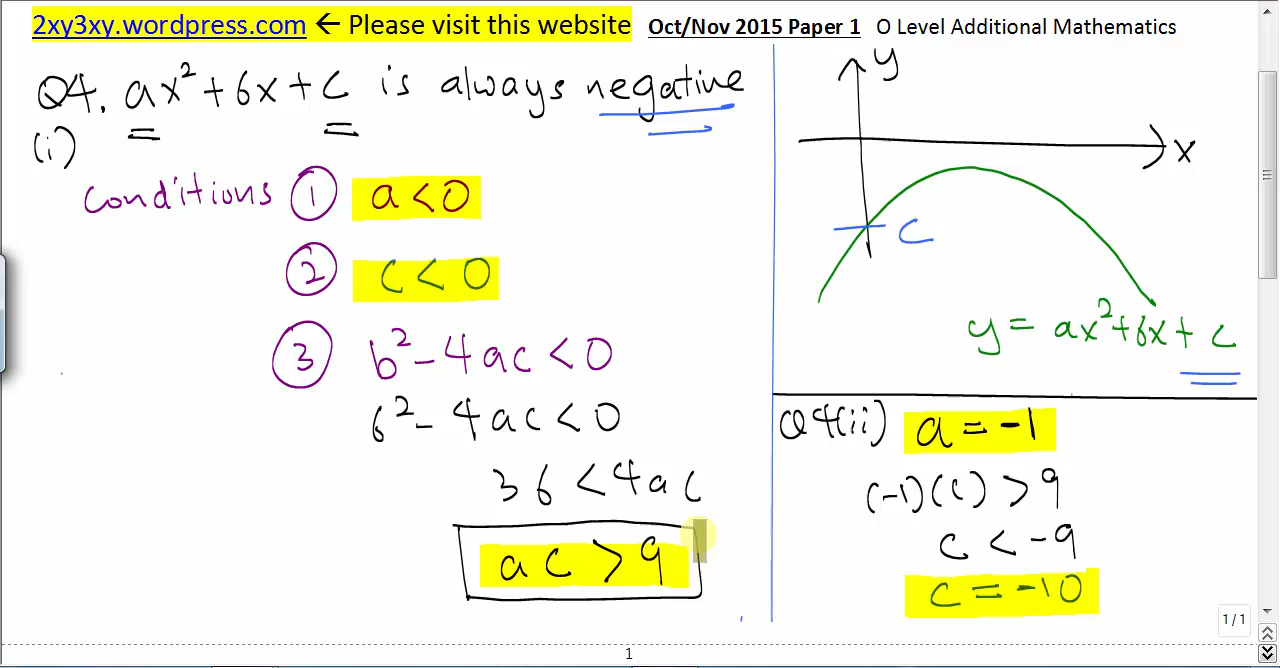 2xy3xy.wordpress.com ← Please visit this website Oct/Nov 2015 Paper 1 O Level Additional Mathematics
Q4. ax² + 6x + c is always negative
(i)
Conditions ① a < 0
② c < 0
③ b² - 4ac < 0
6² - 4ac < 0
36 < 4ac
ac > 9
y
x
c
y = ax² + 6x + c
Q4(ii) a = -1
(-1)(c) > 9
c < -9
c = -10
1 / 1
1